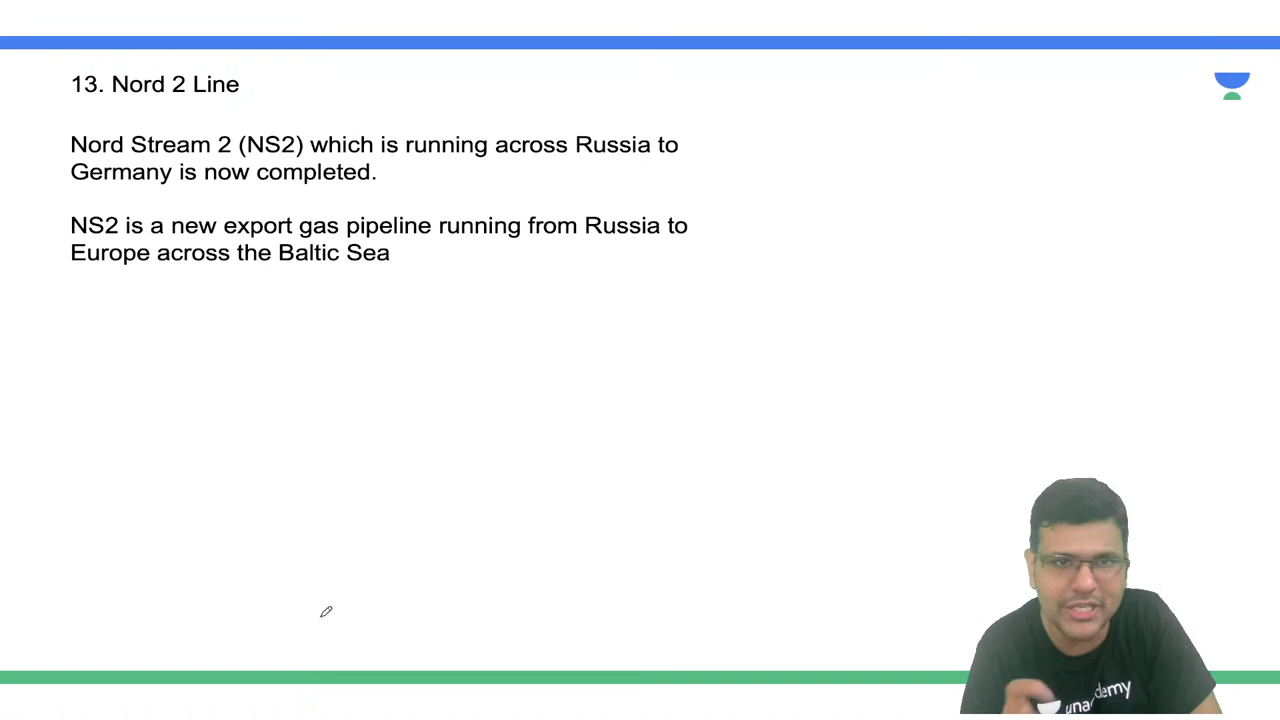 13. Nord 2 Line
Nord Stream 2 (NS2) which is running across Russia to
Germany is now completed.
NS2 is a new export gas pipeline running from Russia to
Europe across the Baltic Sea
unacademy